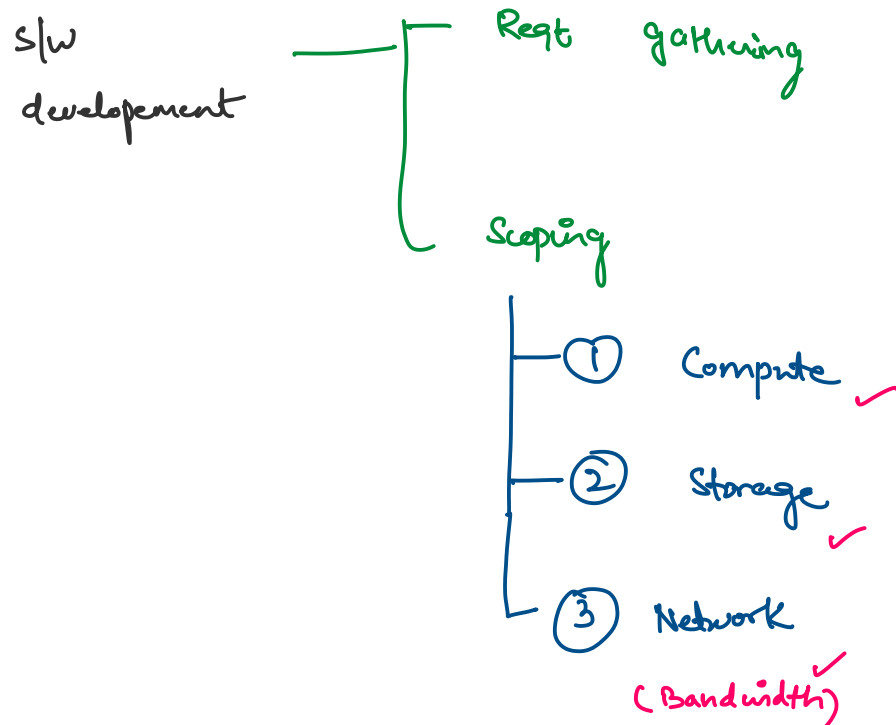 S/W
developement
Reqt gathering
Scoping
1 Compute
2 Storage
3 Network
(Bandwidth)